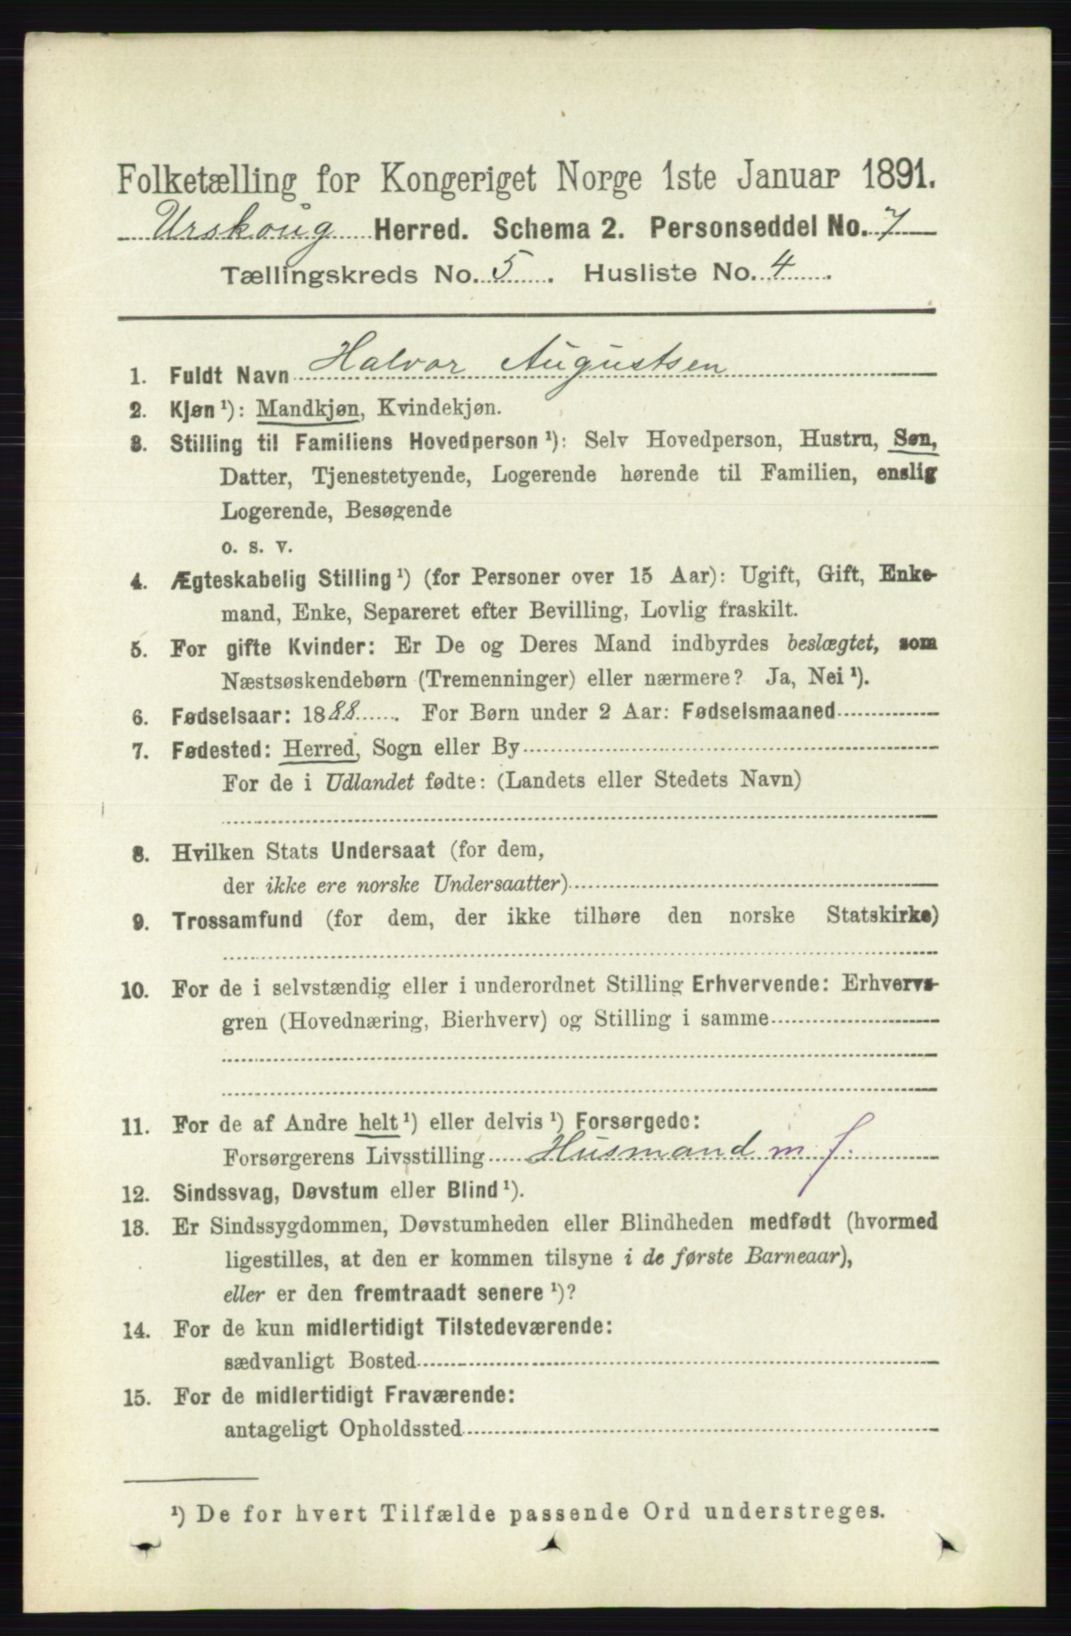 Folketælling for Kongeriget Norge 1ste Januar 1891.
Urskoug Herred. Schema 2. Personseddel No. 7
Tællingskreds No. 5. Husliste No. 4.
1. Fuldt Navn Halvor Augustsen
2. Kjøn ¹): Mandkjøn, Kvindekjøn.
3. Stilling til Familiens Hovedperson ¹): Selv Hovedperson, Hustru, Søn,
Datter, Tjenestetyende, Logerende hørende til Familien, enslig
Logerende, Besøgende
o. s. v.
4. Ægteskabelig Stilling ¹) (for Personer over 15 Aar): Ugift, Gift, Enke-
mand, Enke, Separeret efter Bevilling, Lovlig fraskilt.
5. For gifte Kvinder: Er De og Deres Mand indbyrdes beslægtet, som
Næstsøskendebørn (Tremenninger) eller nærmere? Ja, Nei ¹).
6. Fødselsaar: 1888. For Børn under 2 Aar: Fødselsmaaned
7. Fødested: Herred, Sogn eller By
For de i Udlandet fødte: (Landets eller Stedets Navn)
8. Hvilken Stats Undersaat (for dem,
der ikke ere norske Undersaatter)
9. Trossamfund (for dem, der ikke tilhøre den norske Statskirke)
10. For de i selvstændig eller i underordnet Stilling Erhvervende: Erhvervs-
gren (Hovednæring, Bierhverv) og Stilling i samme
11. For de af Andre helt ¹) eller delvis ¹) Forsørgede:
Forsørgerens Livsstilling Husmand m. f.
12. Sindssvag, Døvstum eller Blind ¹).
13. Er Sindssygdommen, Døvstumheden eller Blindheden medfødt (hvormed
ligestilles, at den er kommen tilsyne i de første Barneaar),
eller er den fremtraadt senere ¹)?
14. For de kun midlertidigt Tilstedeværende:
sædvanligt Bosted
15. For de midlertidigt Fraværende:
antageligt Opholdssted
¹) De for hvert Tilfælde passende Ord understreges.